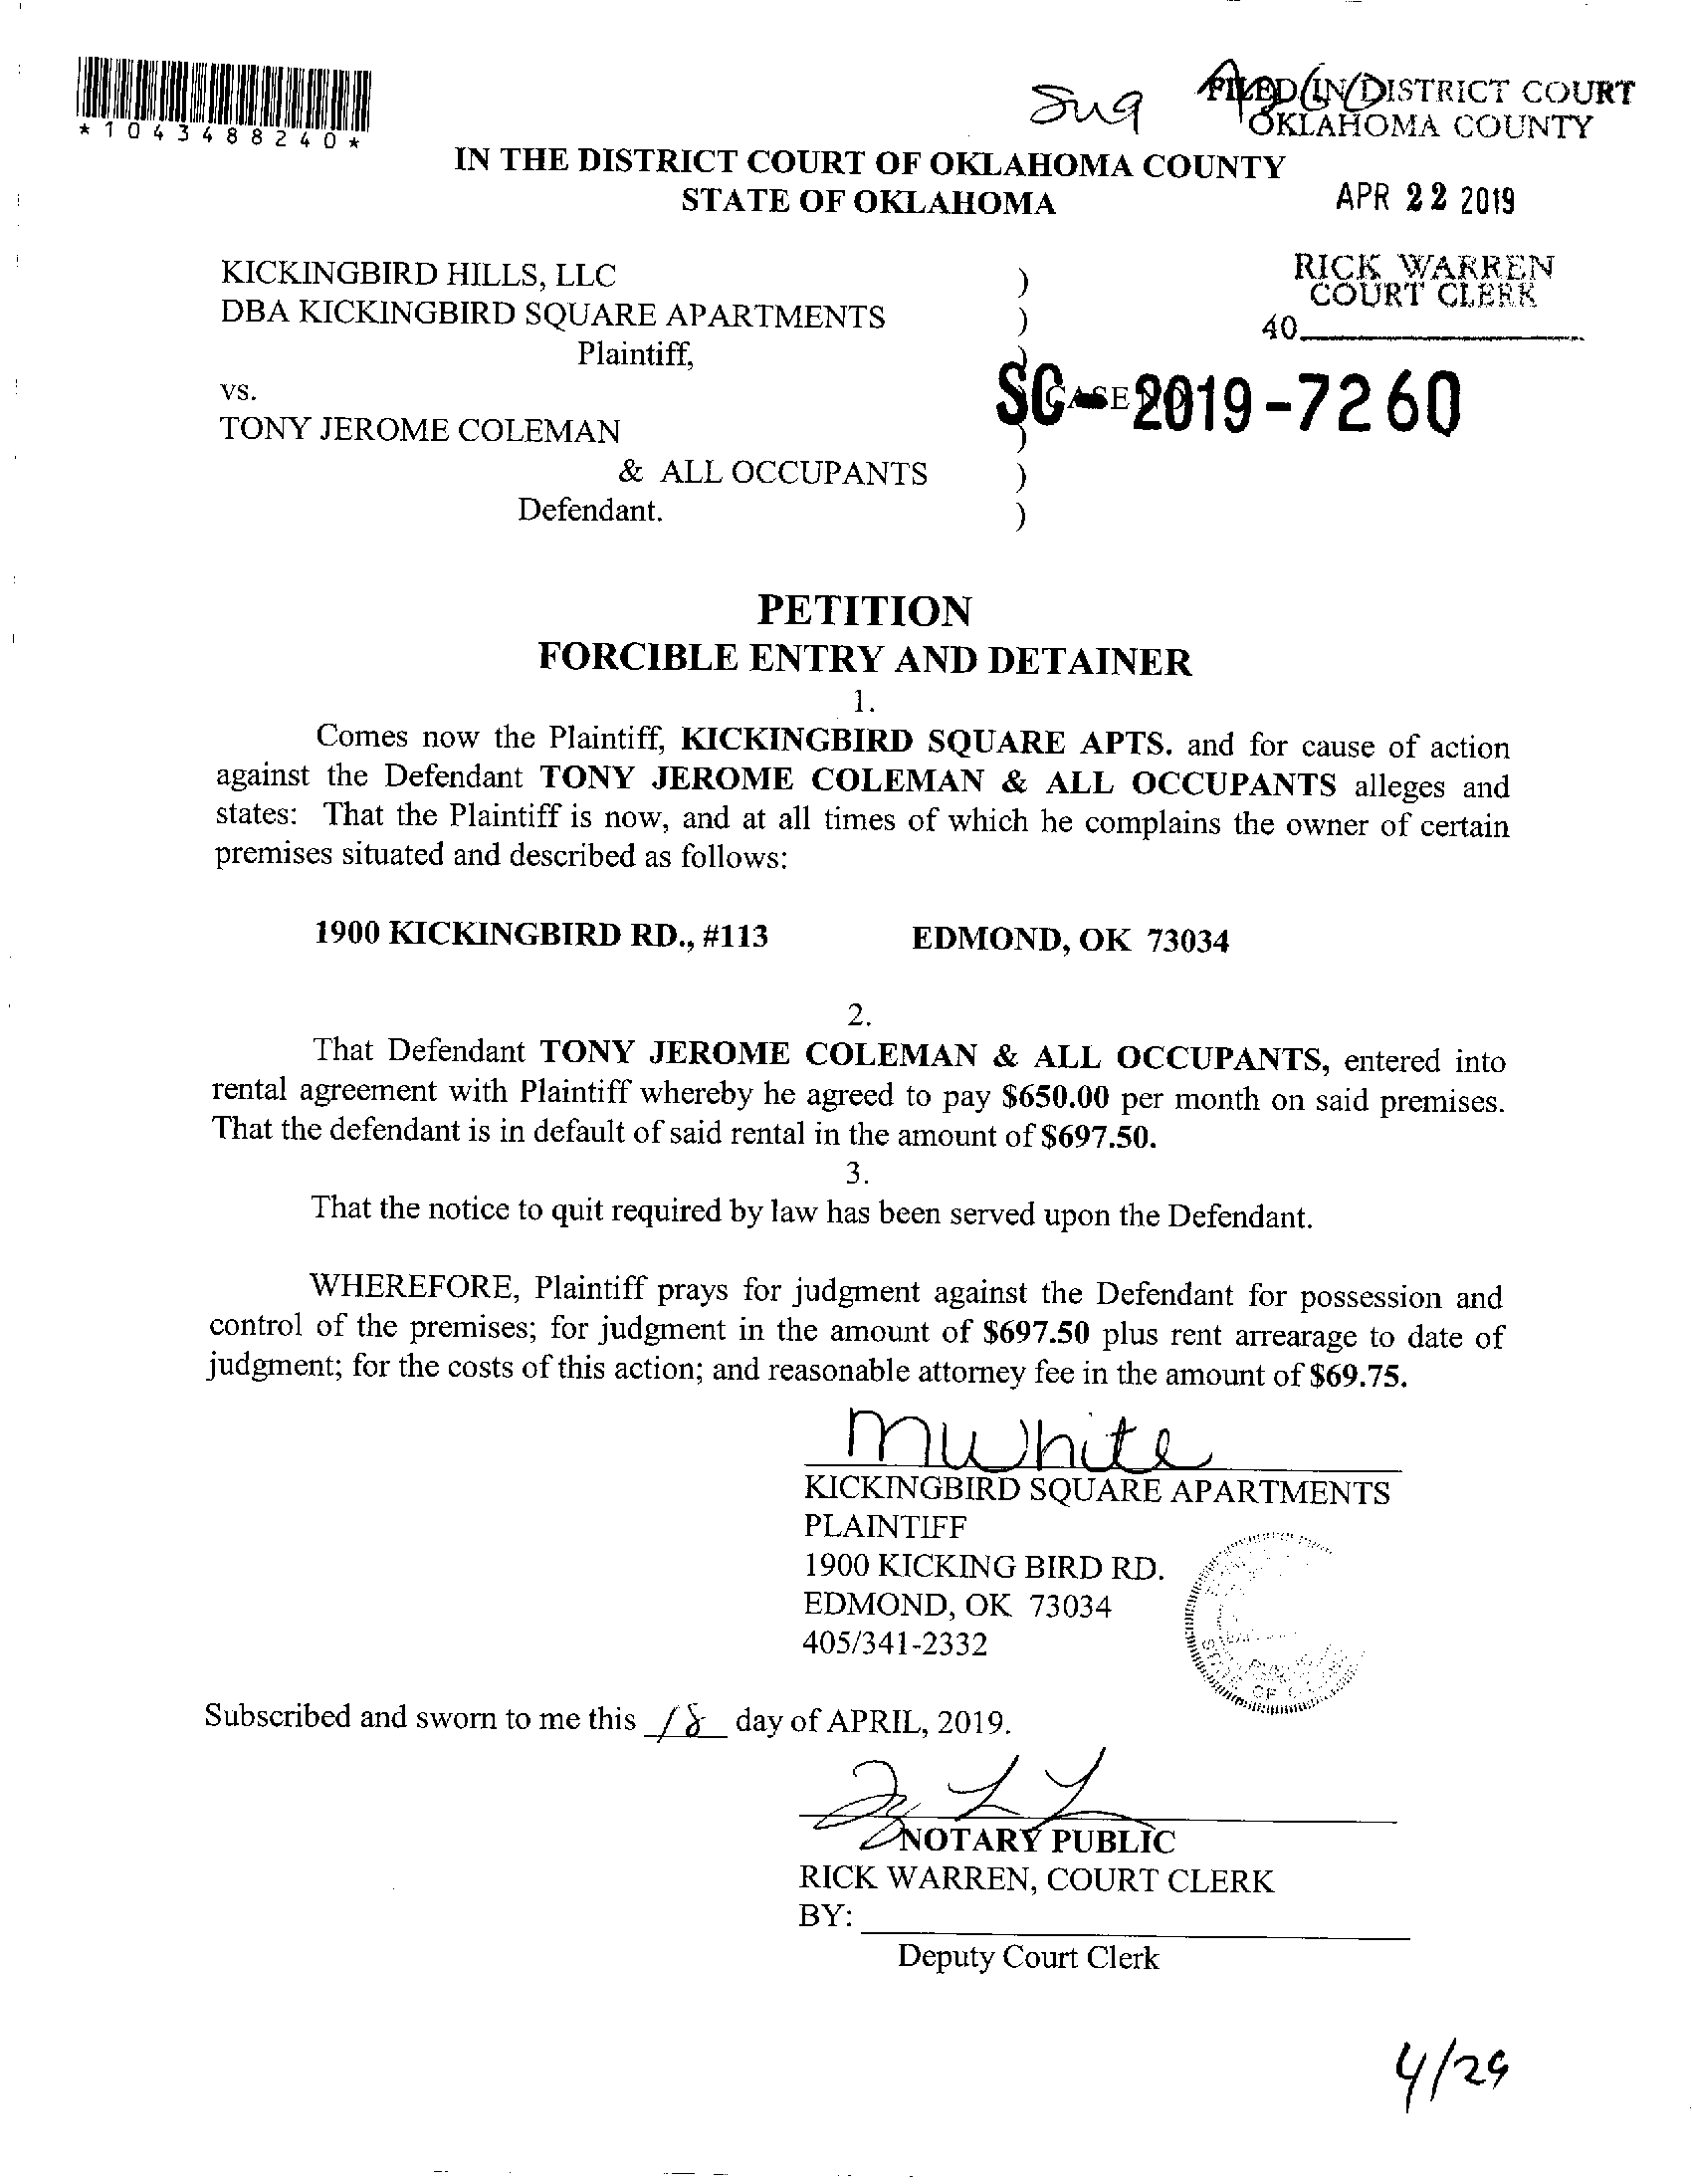 *1043488240*
FILED IN DISTRICT COURT
OKLAHOMA COUNTY
IN THE DISTRICT COURT OF OKLAHOMA COUNTY
STATE OF OKLAHOMA
APR 22 2019
RICK WARREN
COURT CLERK
40
KICKINGBIRD HILLS, LLC )
DBA KICKINGBIRD SQUARE APARTMENTS )
Plaintiff, )
vs.
SC-2019-7260
TONY JEROME COLEMAN )
& ALL OCCUPANTS )
Defendant. )
PETITION
FORCIBLE ENTRY AND DETAINER
1.
Comes now the Plaintiff, KICKINGBIRD SQUARE APTS. and for cause of action
against the Defendant TONY JEROME COLEMAN & ALL OCCUPANTS alleges and
states: That the Plaintiff is now, and at all times of which he complains the owner of certain
premises situated and described as follows:
1900 KICKINGBIRD RD., #113 EDMOND, OK 73034
2.
That Defendant TONY JEROME COLEMAN & ALL OCCUPANTS, entered into
rental agreement with Plaintiff whereby he agreed to pay $650.00 per month on said premises.
That the defendant is in default of said rental in the amount of $697.50.
3.
That the notice to quit required by law has been served upon the Defendant.
WHEREFORE, Plaintiff prays for judgment against the Defendant for possession and
control of the premises; for judgment in the amount of $697.50 plus rent arrearage to date of
judgment; for the costs of this action; and reasonable attorney fee in the amount of $69.75.
MWhite
KICKINGBIRD SQUARE APARTMENTS
PLAINTIFF
1900 KICKING BIRD RD.
EDMOND, OK 73034
405/341-2332
Subscribed and sworn to me this 18 day of APRIL, 2019.
NOTARY PUBLIC
RICK WARREN, COURT CLERK
BY:
Deputy Court Clerk
4/29